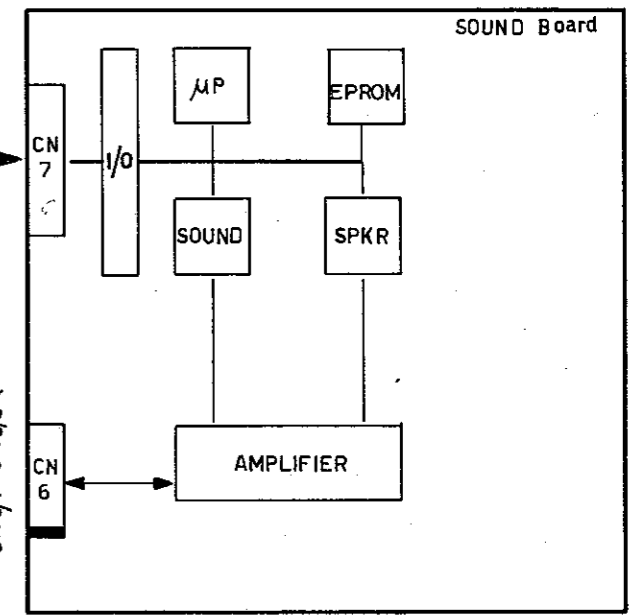 SOUND Board
μP
EPROM
CN
7
I/O
SOUND
SPKR
CN
6
AMPLIFIER